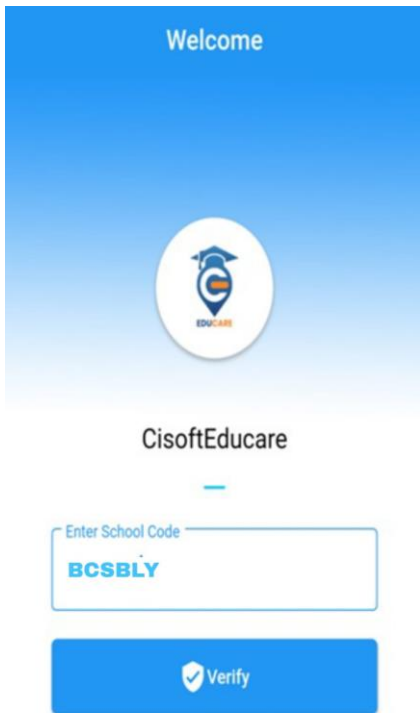 Welcome
EDUCARE
CisoftEducare
Enter School Code
BCSBLY
Verify